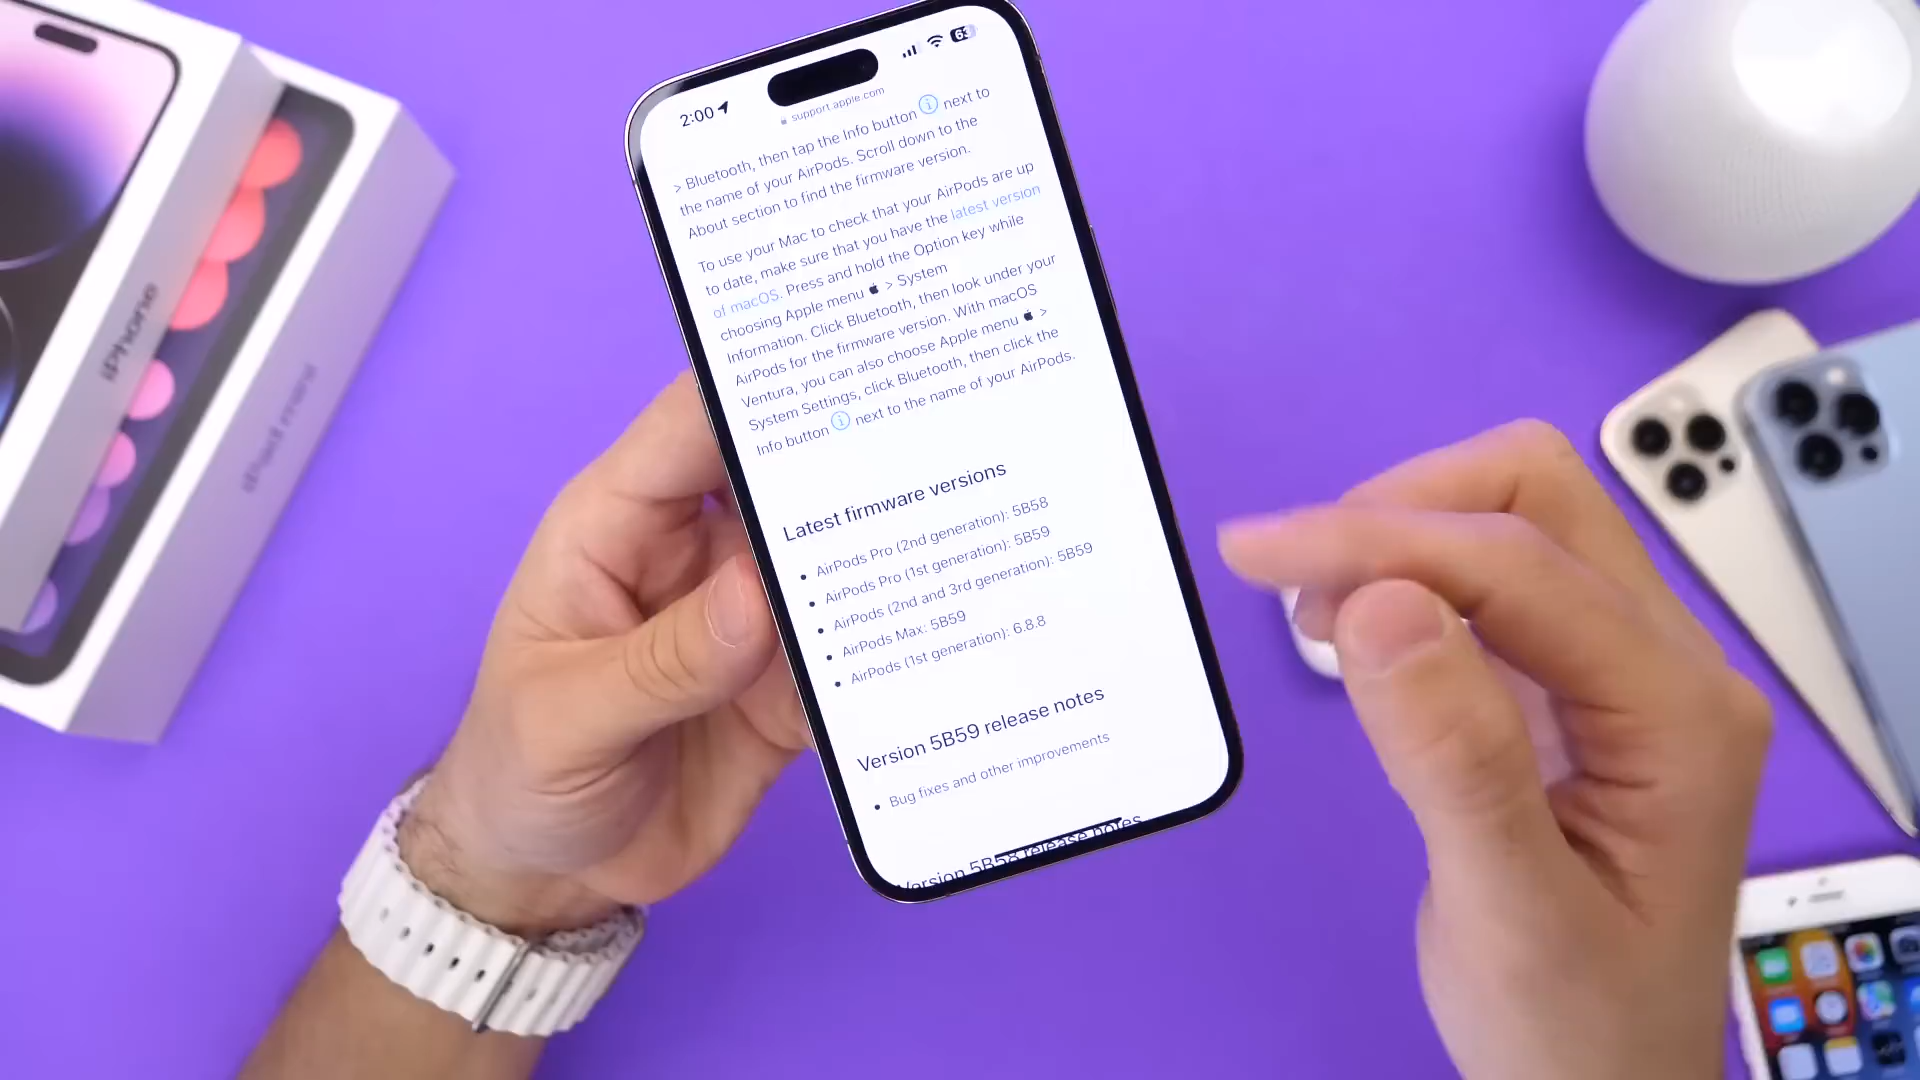 iPhone
iPad mini
2:00
63
support.apple.com
> Bluetooth, then tap the Info button ⓘ next to
the name of your AirPods. Scroll down to the
About section to find the firmware version.
To use your Mac to check that your AirPods are up
to date, make sure that you have the latest version
of macOS. Press and hold the Option key while
choosing Apple menu  > System
Information. Click Bluetooth, then look under your
AirPods for the firmware version. With macOS
Ventura, you can also choose Apple menu  >
System Settings, click Bluetooth, then click the
Info button ⓘ next to the name of your AirPods.
Latest firmware versions
• AirPods Pro (2nd generation): 5B58
• AirPods Pro (1st generation): 5B59
• AirPods (2nd and 3rd generation): 5B59
• AirPods Max: 5B59
• AirPods (1st generation): 6.8.8
Version 5B59 release notes
• Bug fixes and other improvements
Version 5B58 release notes